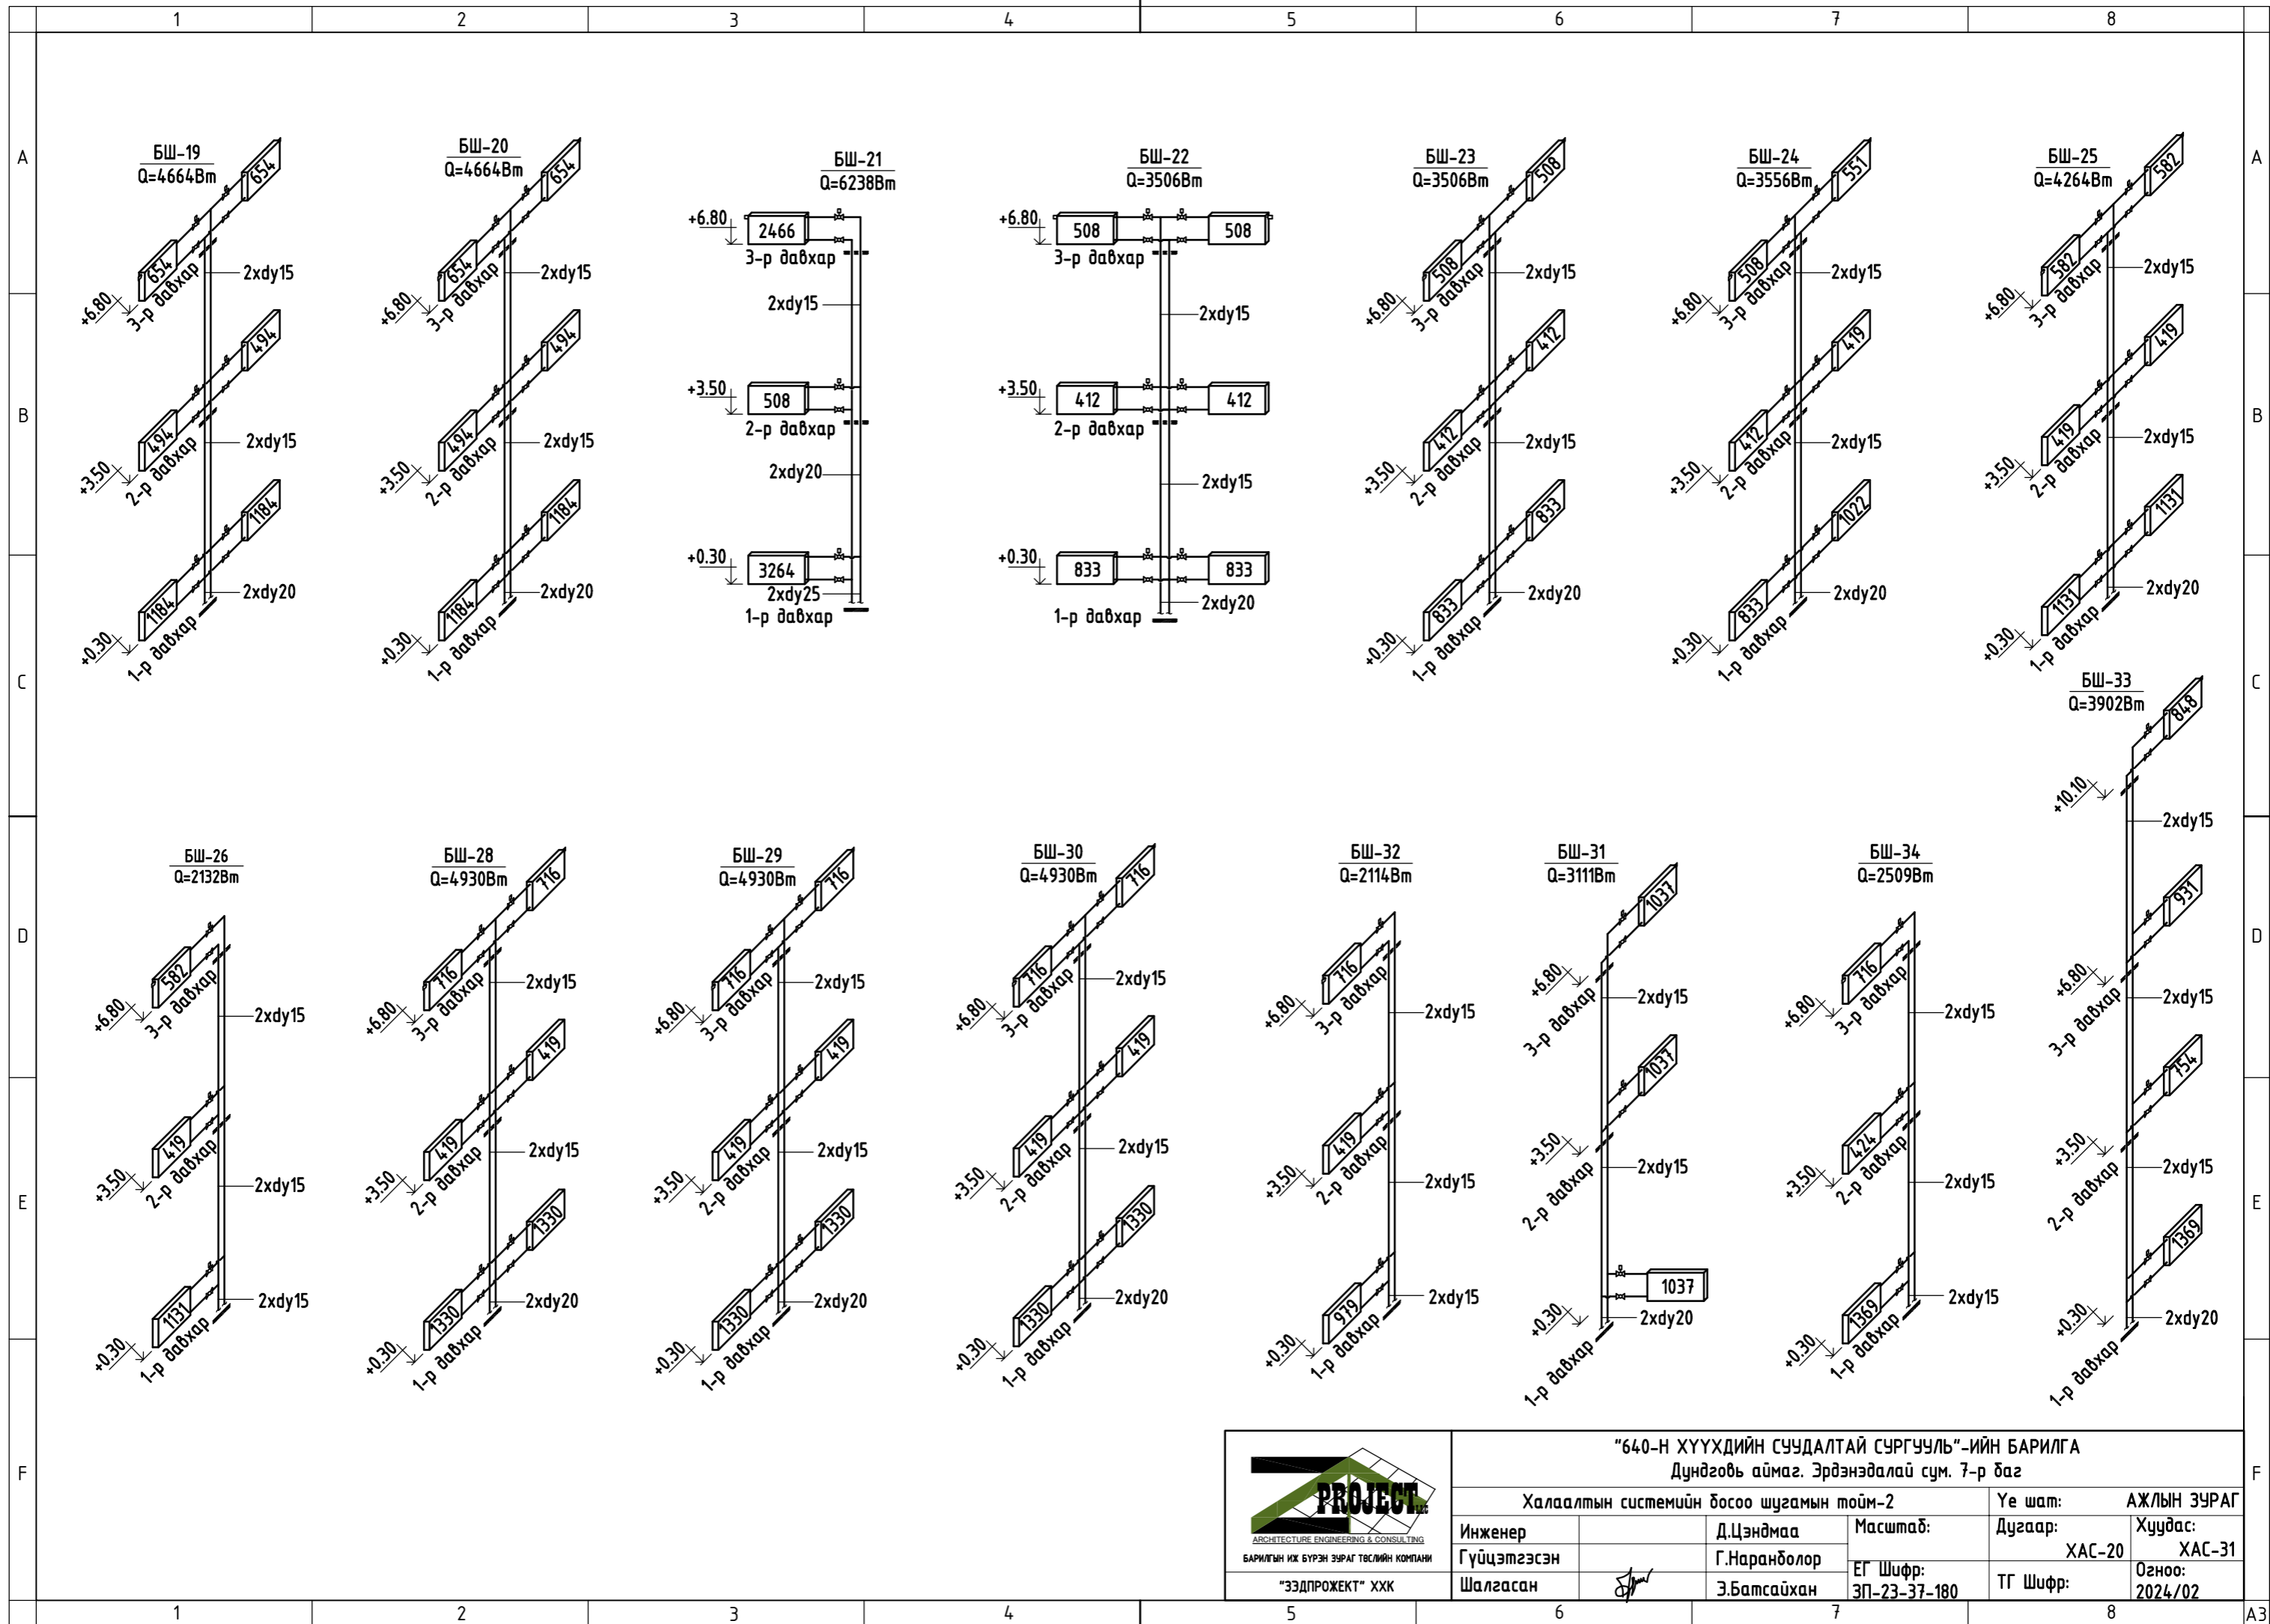 1 2 3 4 5 6 7 8
A
БШ-19
Q=4664Вт
654
654
+6.80
3-р давхар
2xdy15
494
494
+3.50
2-р давхар
2xdy15
1184
1184
+0.30
1-р давхар
2xdy20
БШ-20
Q=4664Вт
654
654
+6.80
3-р давхар
2xdy15
494
494
+3.50
2-р давхар
2xdy15
1184
1184
+0.30
1-р давхар
2xdy20
БШ-21
Q=6238Вт
+6.80
2466
3-р давхар
2xdy15
+3.50
508
2-р давхар
2xdy20
+0.30
3264
2xdy25
1-р давхар
БШ-22
Q=3506Вт
+6.80
508 508
3-р давхар
2xdy15
+3.50
412 412
2-р давхар
2xdy15
+0.30
833 833
2xdy20
1-р давхар
БШ-23
Q=3506Вт
508
508
+6.80
3-р давхар
2xdy15
412
412
+3.50
2-р давхар
2xdy15
833
833
+0.30
1-р давхар
2xdy20
БШ-24
Q=3556Вт
551
508
+6.80
3-р давхар
2xdy15
419
412
+3.50
2-р давхар
2xdy15
1022
833
+0.30
1-р давхар
2xdy20
БШ-25
Q=4264Вт
582
582
+6.80
3-р давхар
2xdy15
419
419
+3.50
2-р давхар
2xdy15
1131
1131
+0.30
1-р давхар
2xdy20
A
B
B
C
C
БШ-26
Q=2132Вт
582
+6.80
3-р давхар
2xdy15
419
+3.50
2-р давхар
2xdy15
1131
+0.30
1-р давхар
2xdy15
БШ-28
Q=4930Вт
716
716
+6.80
3-р давхар
2xdy15
419
419
+3.50
2-р давхар
2xdy15
1330
1330
+0.30
1-р давхар
2xdy20
БШ-29
Q=4930Вт
716
716
+6.80
3-р давхар
2xdy15
419
419
+3.50
2-р давхар
2xdy15
1330
1330
+0.30
1-р давхар
2xdy20
БШ-30
Q=4930Вт
716
716
+6.80
3-р давхар
2xdy15
419
419
+3.50
2-р давхар
2xdy15
1330
1330
+0.30
1-р давхар
2xdy20
БШ-32
Q=2114Вт
716
+6.80
3-р давхар
2xdy15
419
+3.50
2-р давхар
2xdy15
979
+0.30
1-р давхар
2xdy15
БШ-31
Q=3111Вт
1037
+6.80
3-р давхар
2xdy15
1037
+3.50
2-р давхар
2xdy15
1037
+0.30
2xdy20
1-р давхар
БШ-34
Q=2509Вт
716
+6.80
3-р давхар
2xdy15
424
+3.50
2-р давхар
2xdy15
1369
+0.30
1-р давхар
2xdy15
БШ-33
Q=3902Вт
848
+10.10
2xdy15
931
+6.80
3-р давхар
2xdy15
754
+3.50
2-р давхар
2xdy15
1369
+0.30
2xdy20
1-р давхар
D
D
E
E
F
F
PROJECT LLC
ARCHITECTURE ENGINEERING & CONSULTING
БАРИЛГЫН ИЖ БҮРЭН ЗУРАГ ТӨСЛИЙН КОМПАНИ
"ЗЭДПРОЖЕКТ" ХХК
"640-Н ХҮҮХДИЙН СУУДАЛТАЙ СУРГУУЛЬ"-ИЙН БАРИЛГА
Дундговь аймаг. Эрдэнэдалай сум. 7-р баг
Халаалтын системийн босоо шугамын тойм-2
Үе шат: АЖЛЫН ЗУРАГ
Инженер Д.Цэндмаа
Гүйцэтгэсэн Г.Наранболор
Шалгасан Э.Батсайхан
Масштаб:
ЕГ Шифр:
ЗП-23-37-180
Дугаар:
ХАС-20
Хуудас:
ХАС-31
ТГ Шифр:
Огноо:
2024/02
1 2 3 4 5 6 7 8 A3